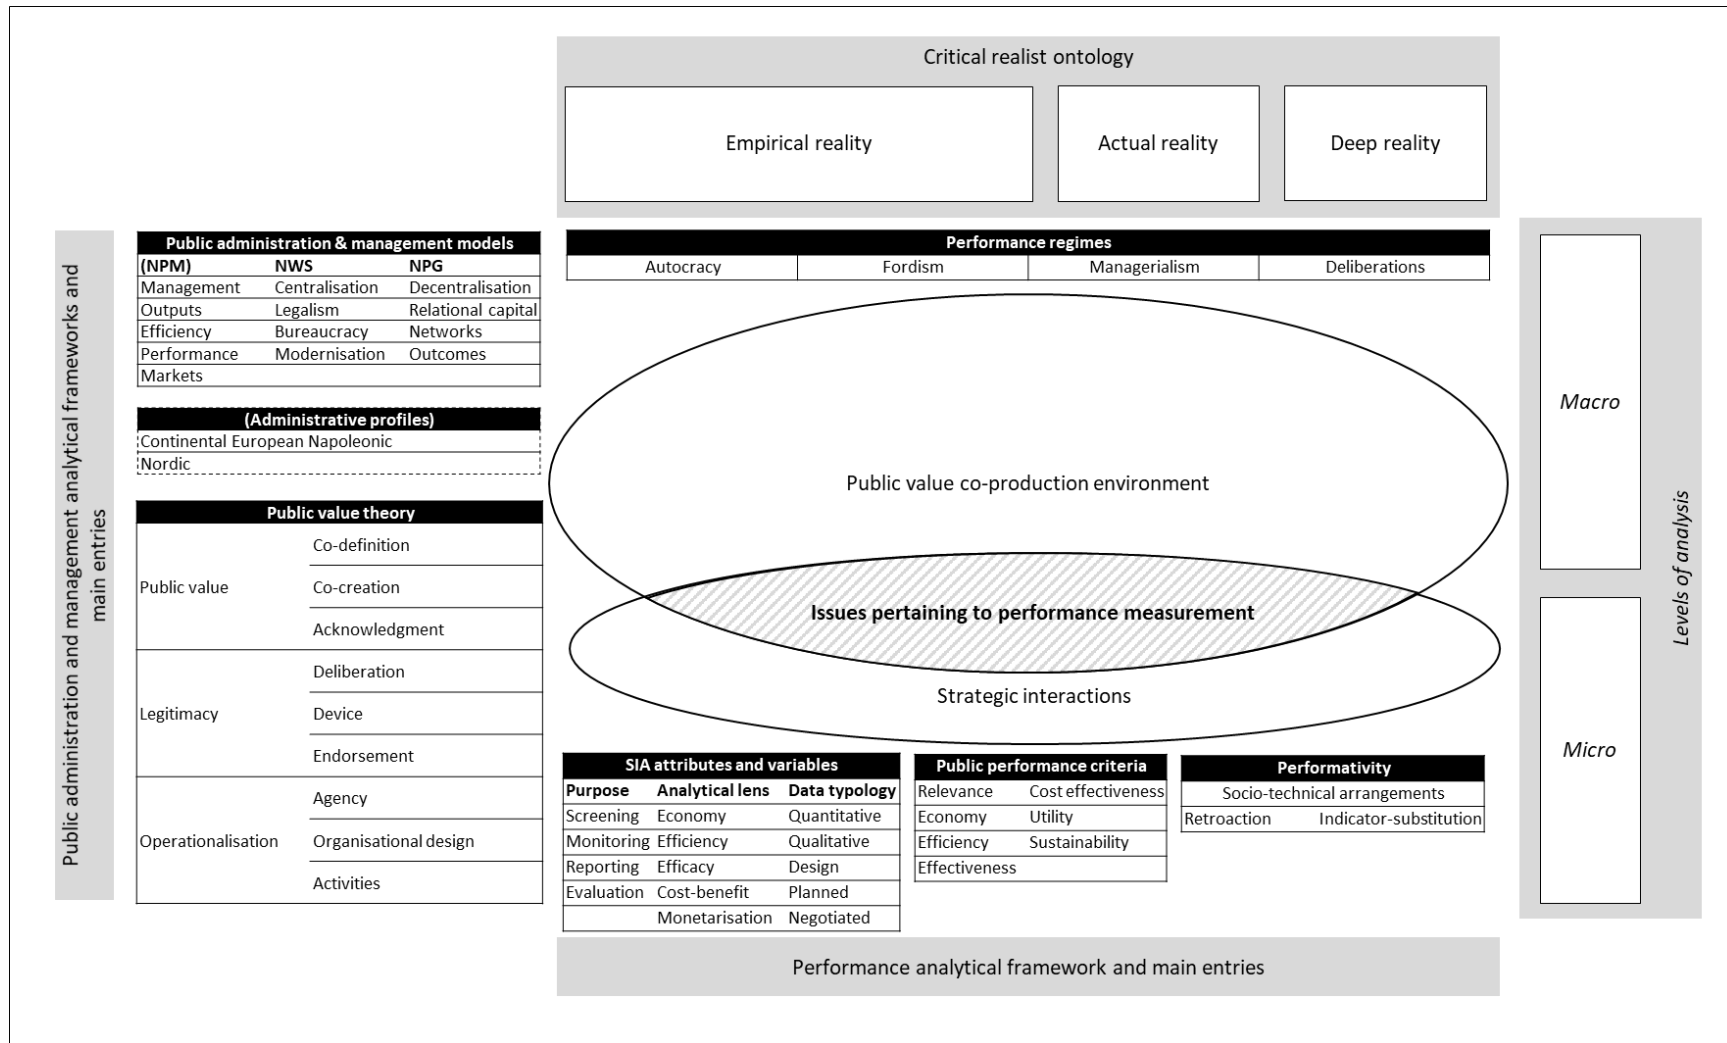 Critical realist ontology
Empirical reality
Actual reality
Deep reality
Public administration and management analytical frameworks and
main entries
Public administration & management models
(NPM) NWS NPG
Management Centralisation Decentralisation
Outputs Legalism Relational capital
Efficiency Bureaucracy Networks
Performance Modernisation Outcomes
Markets
(Administrative profiles)
Continental European Napoleonic
Nordic
Public value theory
Public value
Co-definition
Co-creation
Acknowledgment
Legitimacy
Deliberation
Device
Endorsement
Operationalisation
Agency
Organisational design
Activities
Performance regimes
Autocracy Fordism Managerialism Deliberations
Public value co-production environment
Issues pertaining to performance measurement
Strategic interactions
SIA attributes and variables
Purpose Analytical lens Data typology
Screening Economy Quantitative
Monitoring Efficiency Qualitative
Reporting Efficacy Design
Evaluation Cost-benefit Planned
Monetarisation Negotiated
Public performance criteria
Relevance Cost effectiveness
Economy Utility
Efficiency Sustainability
Effectiveness
Performativity
Socio-technical arrangements
Retroaction Indicator-substitution
Performance analytical framework and main entries
Macro
Micro
Levels of analysis